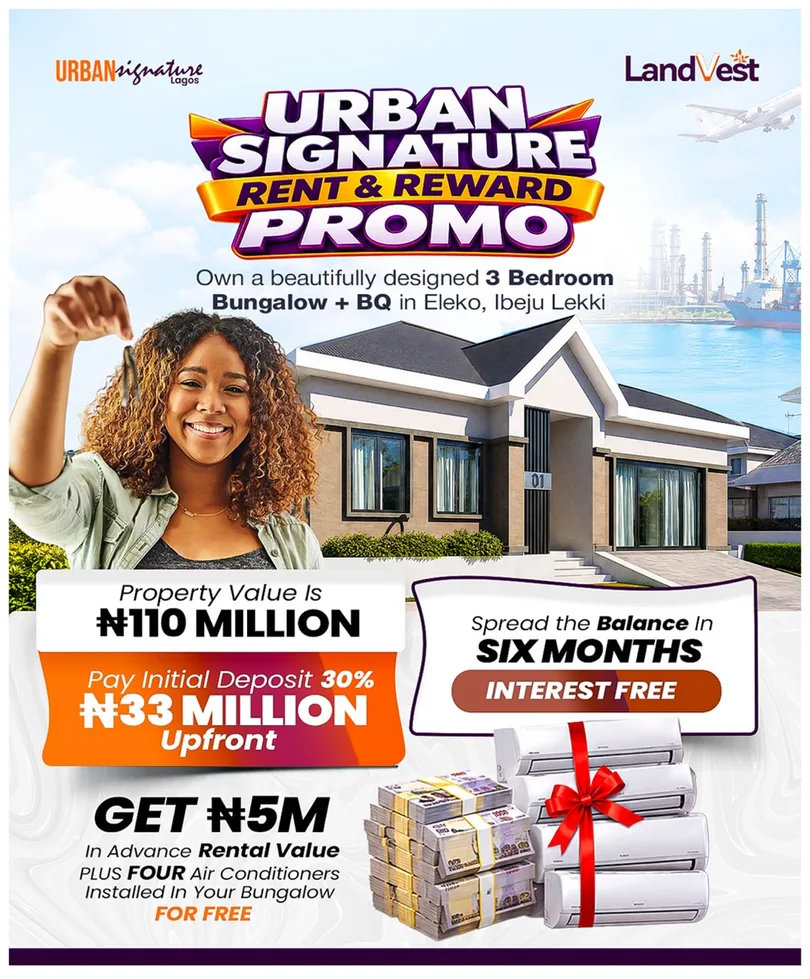 URBANsignature
Lagos
LandVest
URBAN
SIGNATURE
RENT & REWARD
PROMO
Own a beautifully designed 3 Bedroom
Bungalow + BQ in Eleko, Ibeju Lekki
01
Property Value Is
₦110 MILLION
Pay Initial Deposit 30%
₦33 MILLION
Upfront
Spread the Balance In
SIX MONTHS
INTEREST FREE
GET ₦5M
In Advance Rental Value
PLUS FOUR Air Conditioners
Installed In Your Bungalow
FOR FREE